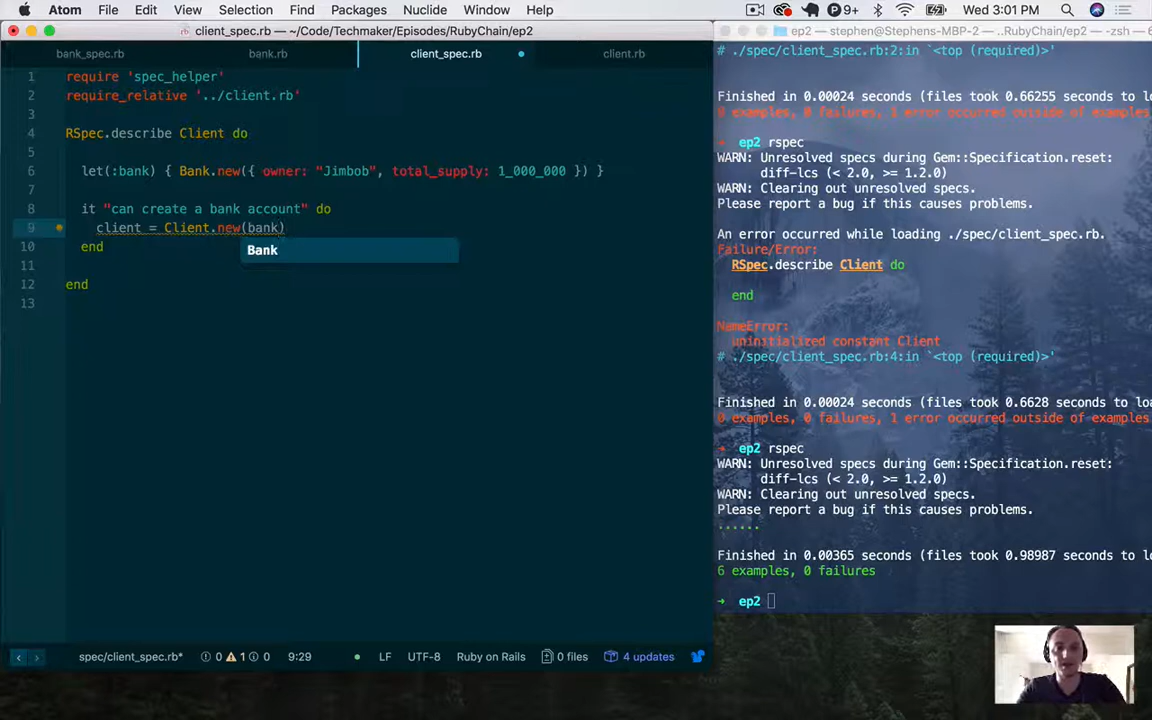 Atom File Edit View Selection Find Packages Nuclide Window Help 9+ Wed 3:01 PM
client_spec.rb — ~/Code/Techmaker/Episodes/RubyChain/ep2
ep2 — stephen@Stephens-MBP-2: — ..RubyChain/ep2 — -zsh — 6
bank_spec.rb bank.rb client_spec.rb client.rb
1 require 'spec_helper'
2 require_relative '../client.rb'
3
4 RSpec.describe Client do
5
6 let(:bank) { Bank.new({ owner: "Jimbob", total_supply: 1_000_000 }) }
7
8 it "can create a bank account" do
9 client = Client.new(bank)
10 end
Bank
11
12 end
13
# ./spec/client_spec.rb:2:in `<top (required)>'
Finished in 0.00024 seconds (files took 0.66255 seconds to lo
0 examples, 0 failures, 1 error occurred outside of examples
→ ep2 rspec
WARN: Unresolved specs during Gem::Specification.reset:
diff-lcs (< 2.0, >= 1.2.0)
WARN: Clearing out unresolved specs.
Please report a bug if this causes problems.
An error occurred while loading ./spec/client_spec.rb.
Failure/Error:
RSpec.describe Client do
end
NameError:
uninitialized constant Client
# ./spec/client_spec.rb:4:in `<top (required)>'
Finished in 0.00024 seconds (files took 0.6628 seconds to loa
0 examples, 0 failures, 1 error occurred outside of examples
→ ep2 rspec
WARN: Unresolved specs during Gem::Specification.reset:
diff-lcs (< 2.0, >= 1.2.0)
WARN: Clearing out unresolved specs.
Please report a bug if this causes problems.
......
Finished in 0.00365 seconds (files took 0.98987 seconds to lo
6 examples, 0 failures
→ ep2
spec/client_spec.rb* 0 1 0 9:29 LF UTF-8 Ruby on Rails 0 files 4 updates